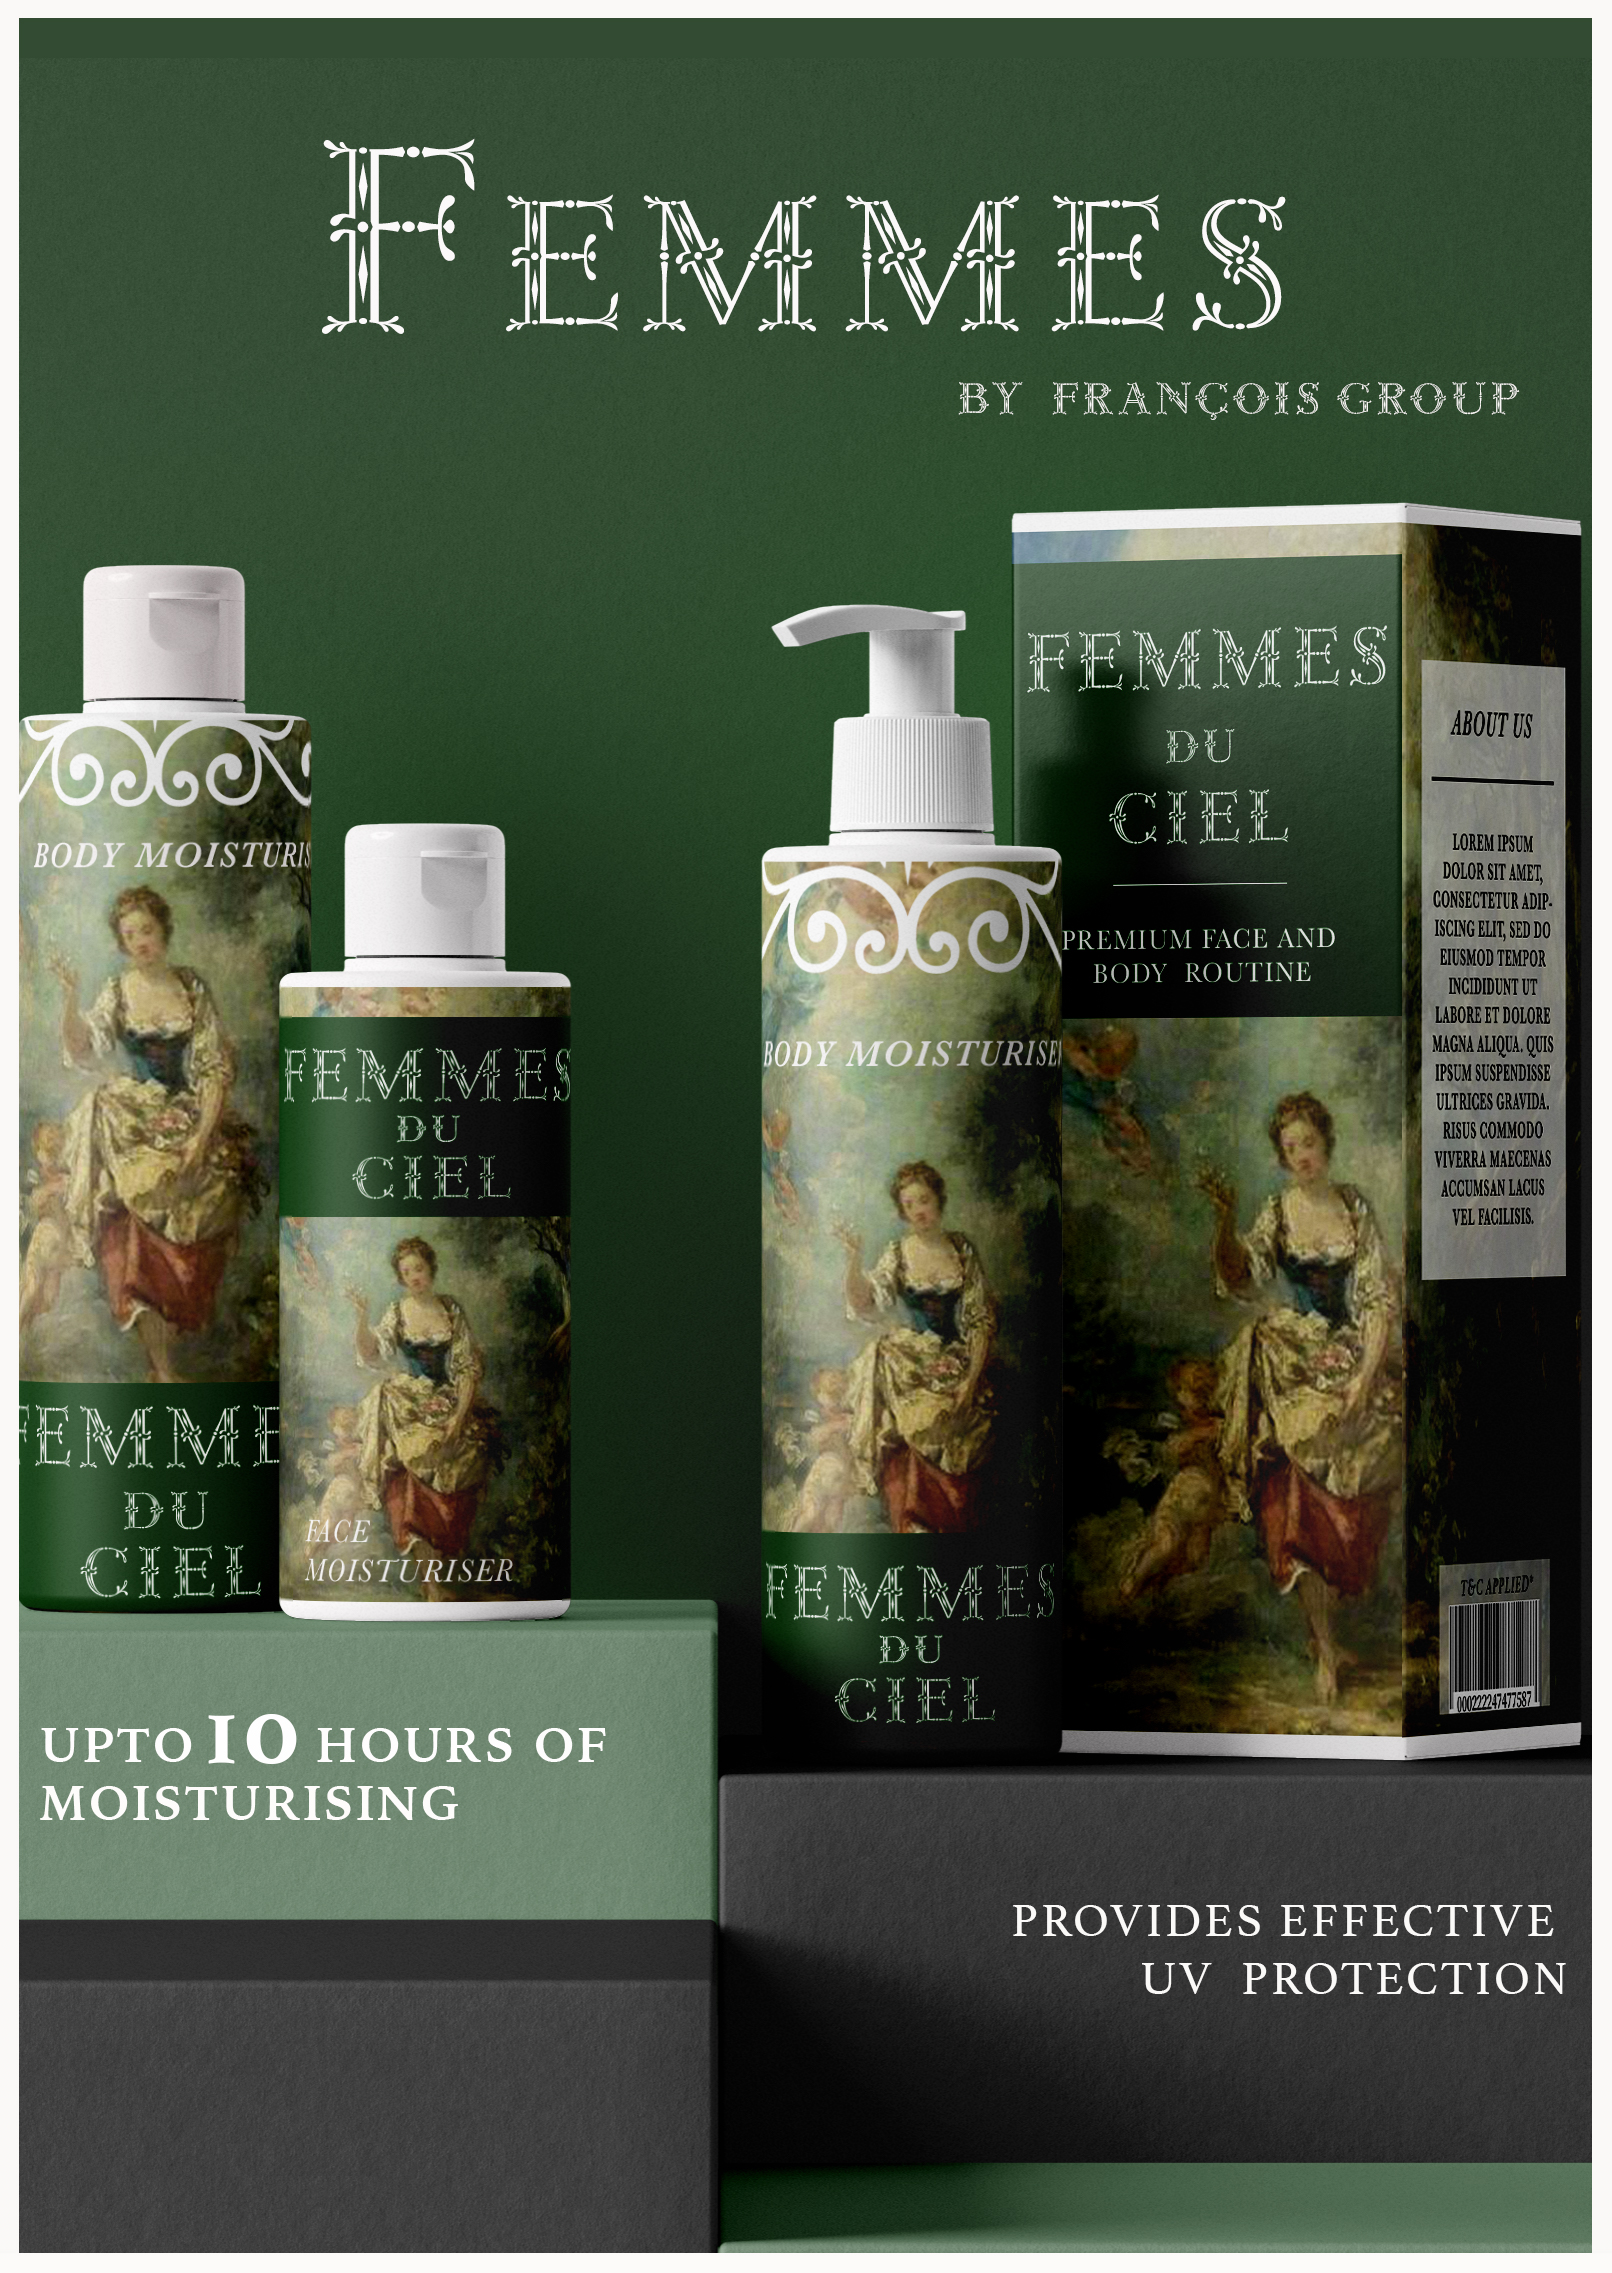 FEMMES
BY FRANÇOIS GROUP
BODY MOISTURIS
FEMME
DU
CIEL
FEMMES
DU
CIEL
FACE
MOISTURISER
BODY MOISTURISER
FEMMES
DU
CIEL
FEMMES
DU
CIEL
PREMIUM FACE AND
BODY ROUTINE
ABOUT US
LOREM IPSUM
DOLOR SIT AMET,
CONSECTETUR ADIP-
ISCING ELIT, SED DO
EIUSMOD TEMPOR
INCIDIDUNT UT
LABORE ET DOLORE
MAGNA ALIQUA. QUIS
IPSUM SUSPENDISSE
ULTRICES GRAVIDA.
RISUS COMMODO
VIVERRA MAECENAS
ACCUMSAN LACUS
VEL FACILISIS.
T&C APPLIED*
000222247477587
UPTO 10 HOURS OF
MOISTURISING
PROVIDES EFFECTIVE
UV PROTECTION